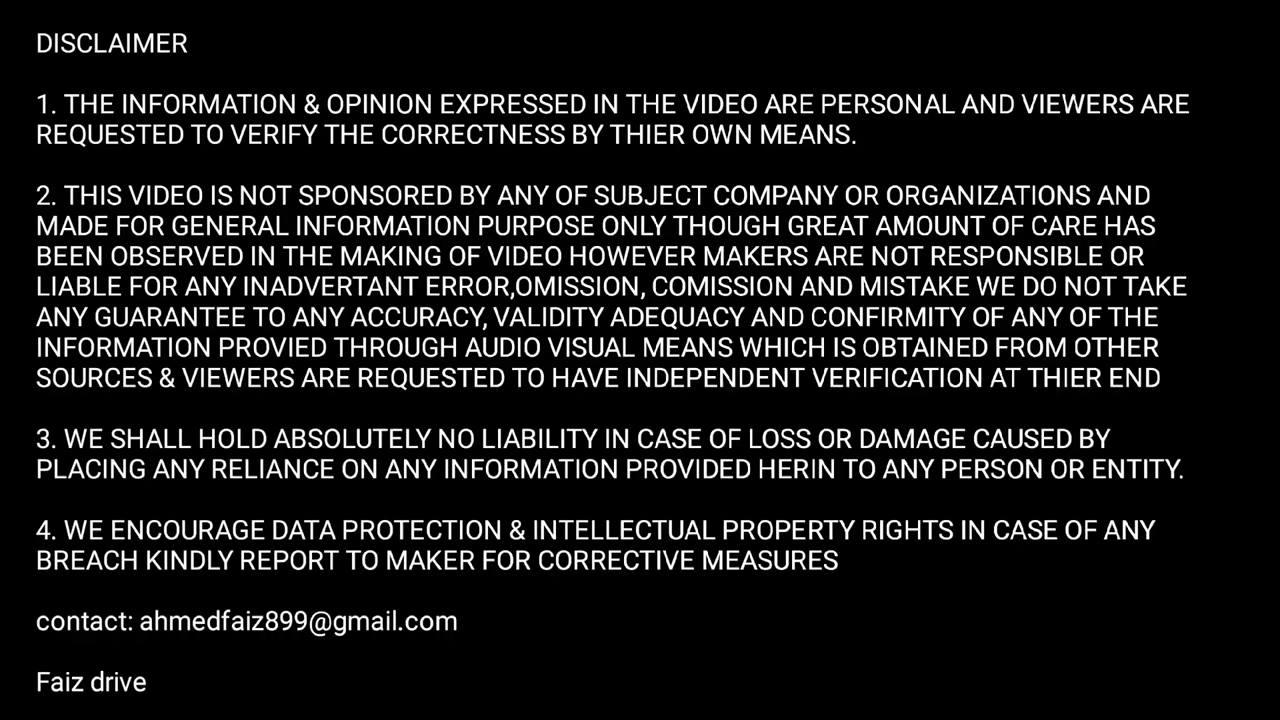 DISCLAIMER
1. THE INFORMATION & OPINION EXPRESSED IN THE VIDEO ARE PERSONAL AND VIEWERS ARE
REQUESTED TO VERIFY THE CORRECTNESS BY THIER OWN MEANS.
2. THIS VIDEO IS NOT SPONSORED BY ANY OF SUBJECT COMPANY OR ORGANIZATIONS AND
MADE FOR GENERAL INFORMATION PURPOSE ONLY THOUGH GREAT AMOUNT OF CARE HAS
BEEN OBSERVED IN THE MAKING OF VIDEO HOWEVER MAKERS ARE NOT RESPONSIBLE OR
LIABLE FOR ANY INADVERTANT ERROR,OMISSION, COMISSION AND MISTAKE WE DO NOT TAKE
ANY GUARANTEE TO ANY ACCURACY, VALIDITY ADEQUACY AND CONFIRMITY OF ANY OF THE
INFORMATION PROVIED THROUGH AUDIO VISUAL MEANS WHICH IS OBTAINED FROM OTHER
SOURCES & VIEWERS ARE REQUESTED TO HAVE INDEPENDENT VERIFICATION AT THIER END
3. WE SHALL HOLD ABSOLUTELY NO LIABILITY IN CASE OF LOSS OR DAMAGE CAUSED BY
PLACING ANY RELIANCE ON ANY INFORMATION PROVIDED HERIN TO ANY PERSON OR ENTITY.
4. WE ENCOURAGE DATA PROTECTION & INTELLECTUAL PROPERTY RIGHTS IN CASE OF ANY
BREACH KINDLY REPORT TO MAKER FOR CORRECTIVE MEASURES
contact: ahmedfaiz899@gmail.com
Faiz drive